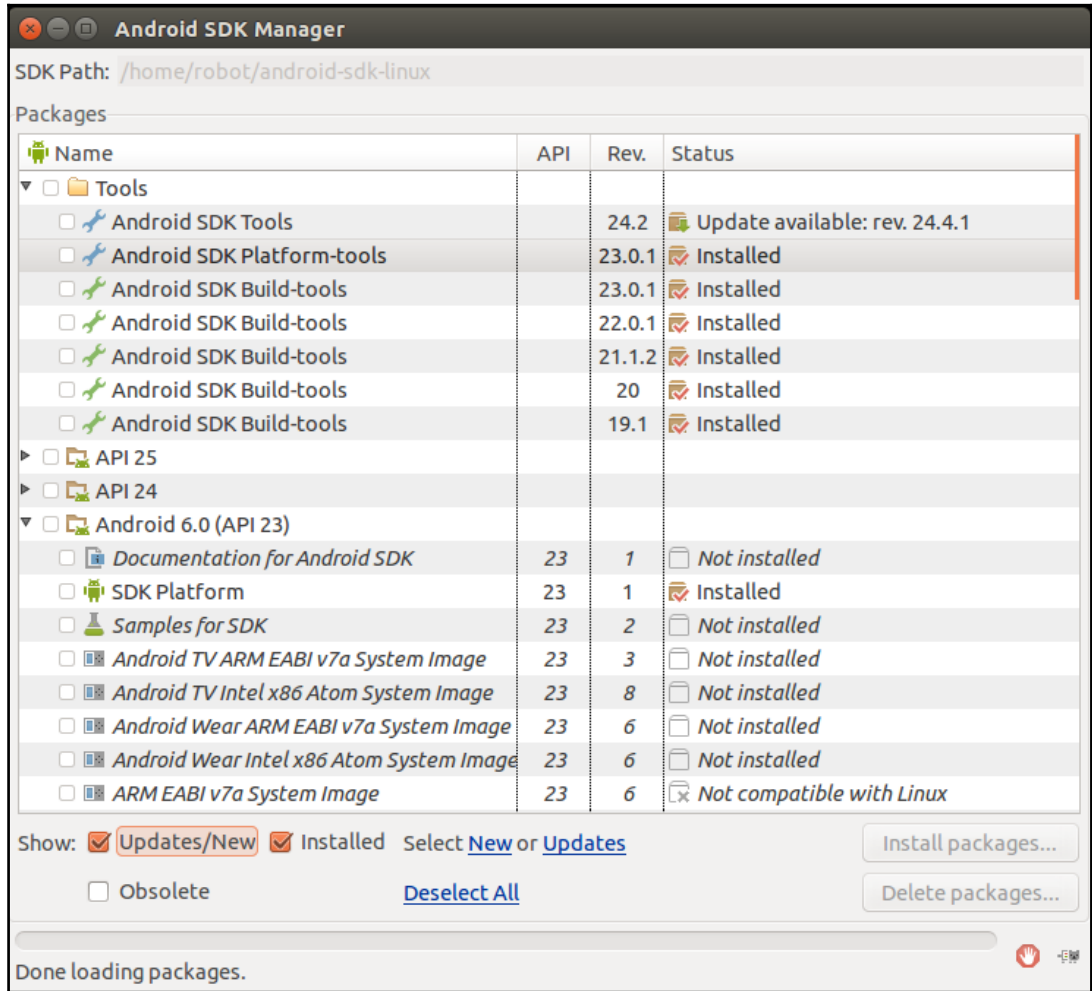 Android SDK Manager
SDK Path: /home/robot/android-sdk-linux
Packages
Name API Rev. Status
Tools
Android SDK Tools 24.2 Update available: rev. 24.4.1
Android SDK Platform-tools 23.0.1 Installed
Android SDK Build-tools 23.0.1 Installed
Android SDK Build-tools 22.0.1 Installed
Android SDK Build-tools 21.1.2 Installed
Android SDK Build-tools 20 Installed
Android SDK Build-tools 19.1 Installed
API 25
API 24
Android 6.0 (API 23)
Documentation for Android SDK 23 1 Not installed
SDK Platform 23 1 Installed
Samples for SDK 23 2 Not installed
Android TV ARM EABI v7a System Image 23 3 Not installed
Android TV Intel x86 Atom System Image 23 8 Not installed
Android Wear ARM EABI v7a System Image 23 6 Not installed
Android Wear Intel x86 Atom System Image 23 6 Not installed
ARM EABI v7a System Image 23 6 Not compatible with Linux
Show: Updates/New Installed Select New or Updates Install packages...
Obsolete Deselect All Delete packages...
Done loading packages.